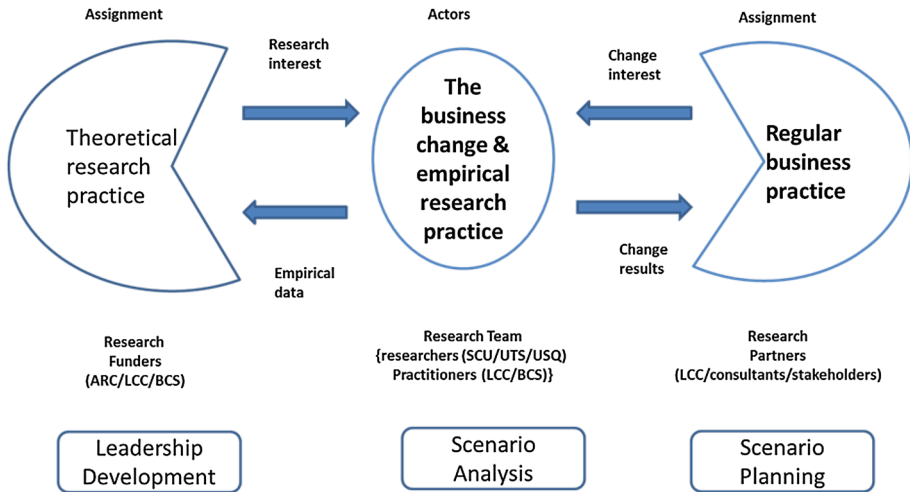 Assignment
Actors
Assignment
Research
interest
Change
interest
Theoretical
research
practice
The
business
change &
empirical
research
practice
Regular
business
practice
Empirical
data
Change
results
Research
Funders
(ARC/LCC/BCS)
Research Team
{researchers (SCU/UTS/USQ)
Practitioners (LCC/BCS)}
Research
Partners
(LCC/consultants/stakeholders)
Leadership
Development
Scenario
Analysis
Scenario
Planning